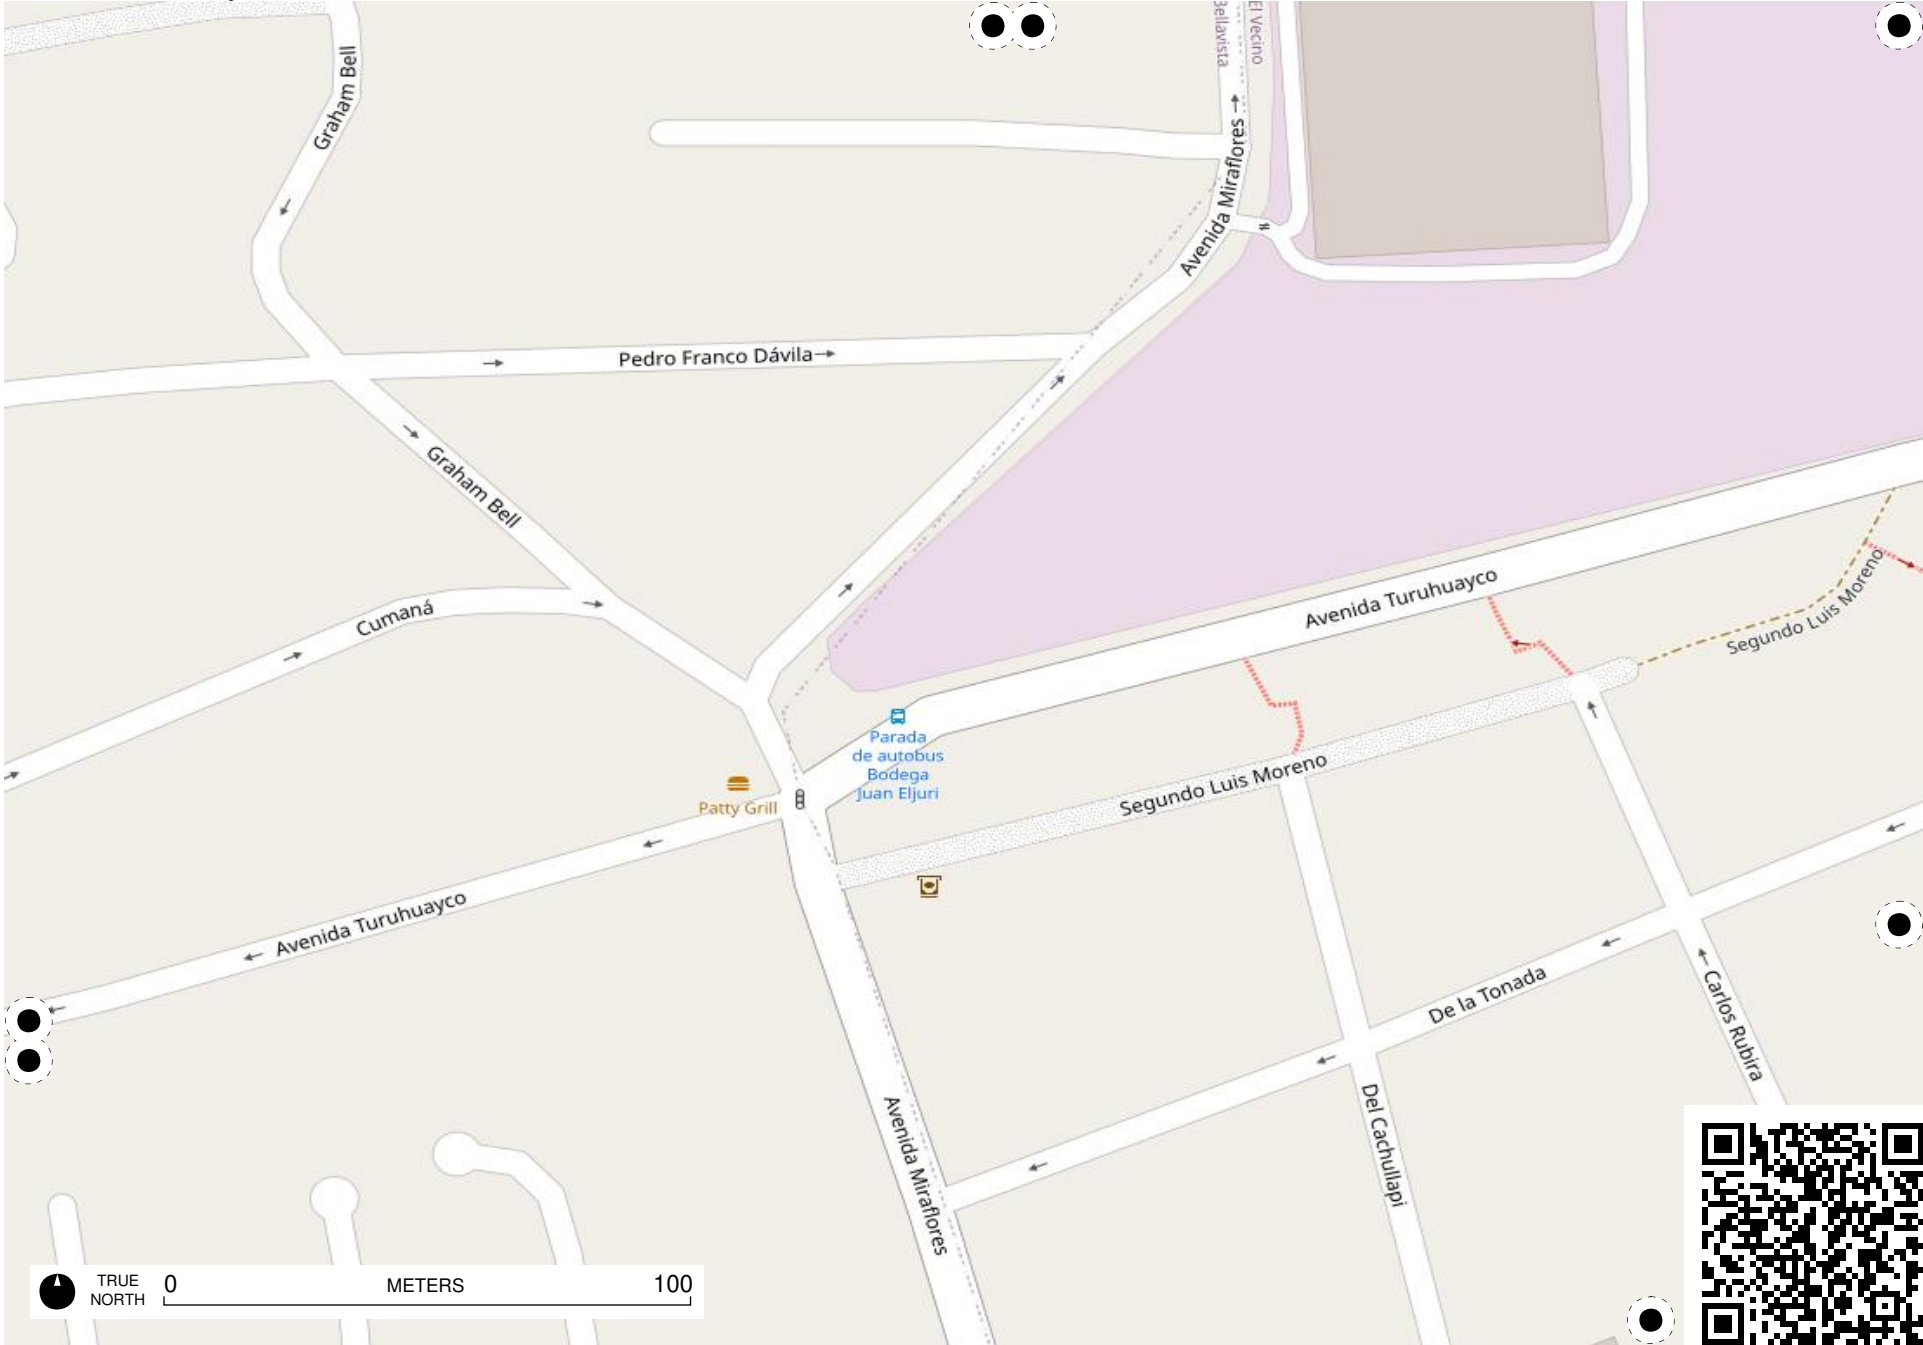 Bellavista
El Vecino
Graham Bell
Avenida Miraflores
Pedro Franco Dávila
Graham Bell
Avenida Turuhuayco
Cumaná
Segundo Luis Moreno
Parada
de autobus
Bodega
Juan Eljuri
Patty Grill
Segundo Luis Moreno
Avenida Turuhuayco
De la Tonada
Carlos Rubira
Avenida Miraflores
Del Cachullapi
TRUE
NORTH
0
METERS
100